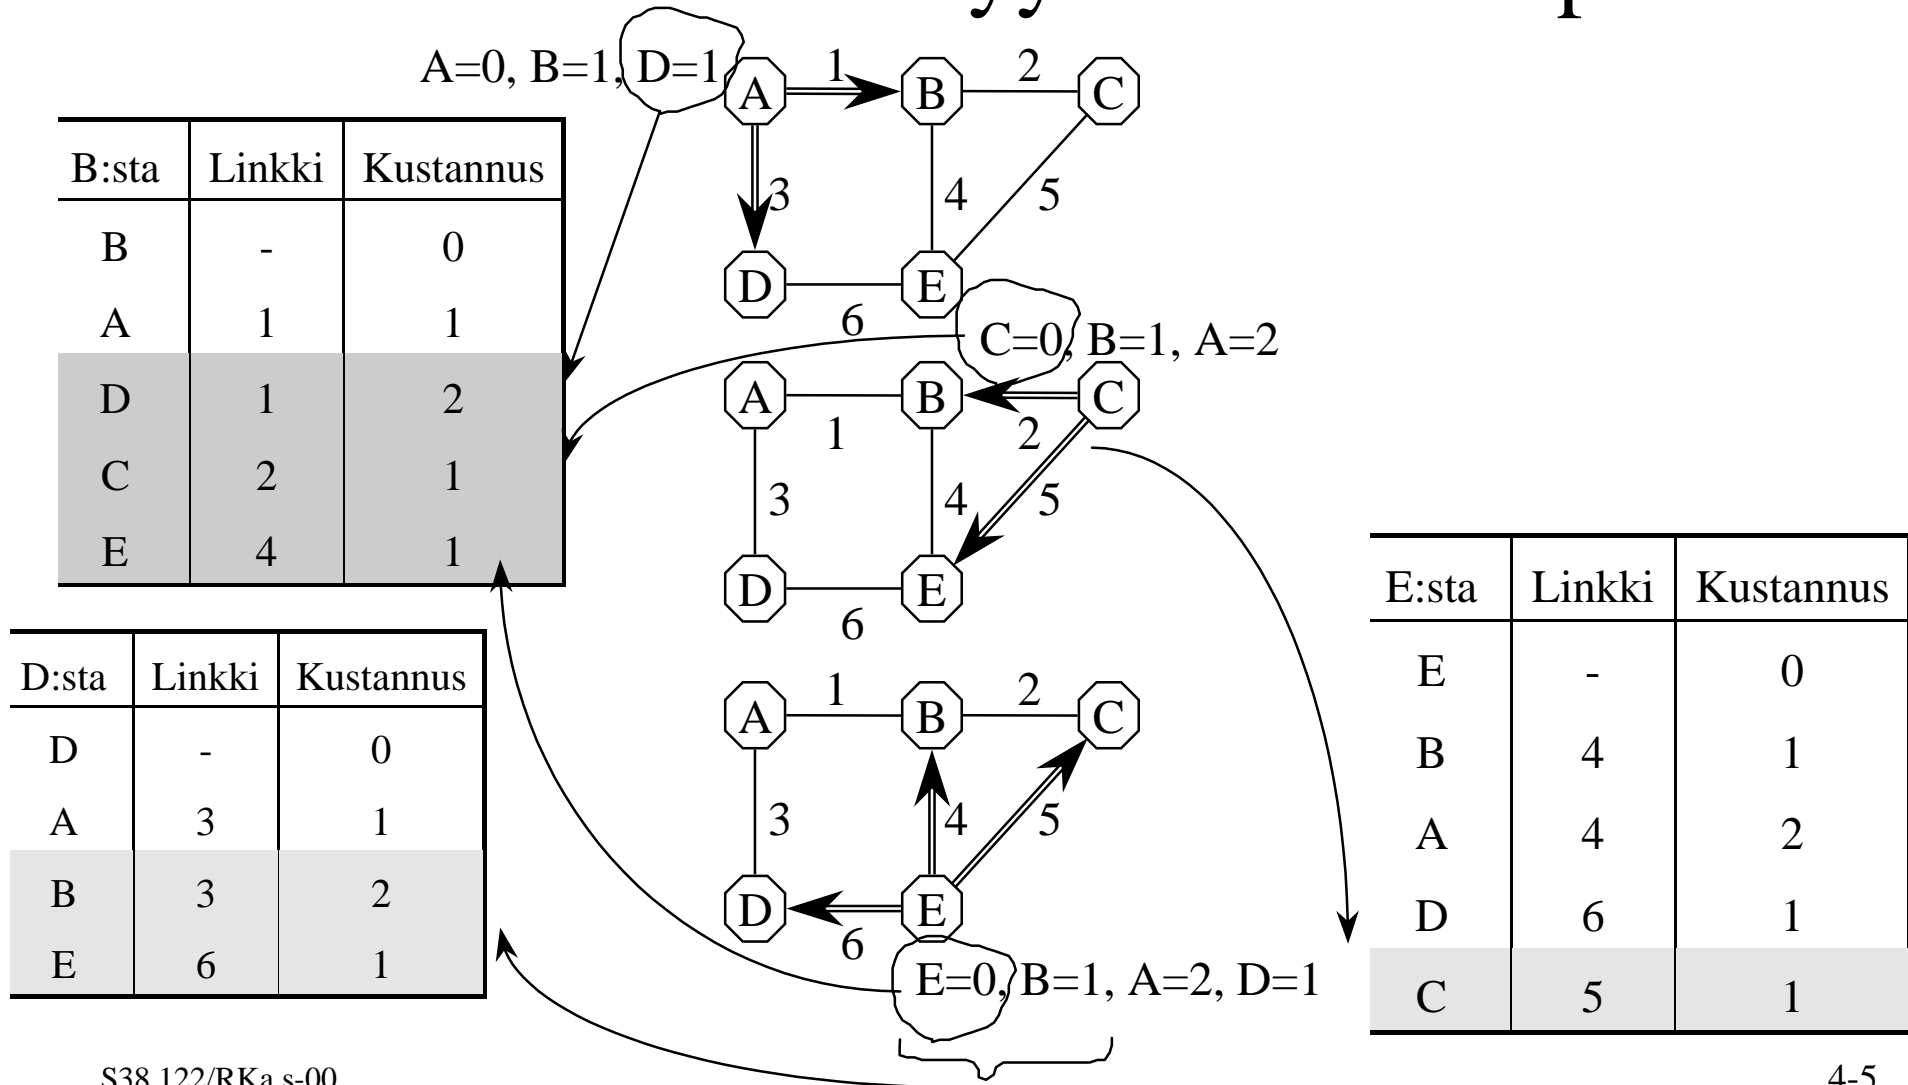 A=0, B=1, D=1
A 1 B 2 C
3 4 5
D E
6
B:sta Linkki Kustannus
B - 0
A 1 1
D 1 2
C 2 1
E 4 1
C=0, B=1, A=2
A B C
1 2
3 4 5
D E
6
D:sta Linkki Kustannus
D - 0
A 3 1
B 3 2
E 6 1
1 2
A B C
3 4 5
D E
6
E=0, B=1, A=2, D=1
E:sta Linkki Kustannus
E - 0
B 4 1
A 4 2
D 6 1
C 5 1
S38.122/RKa s-00
4-5